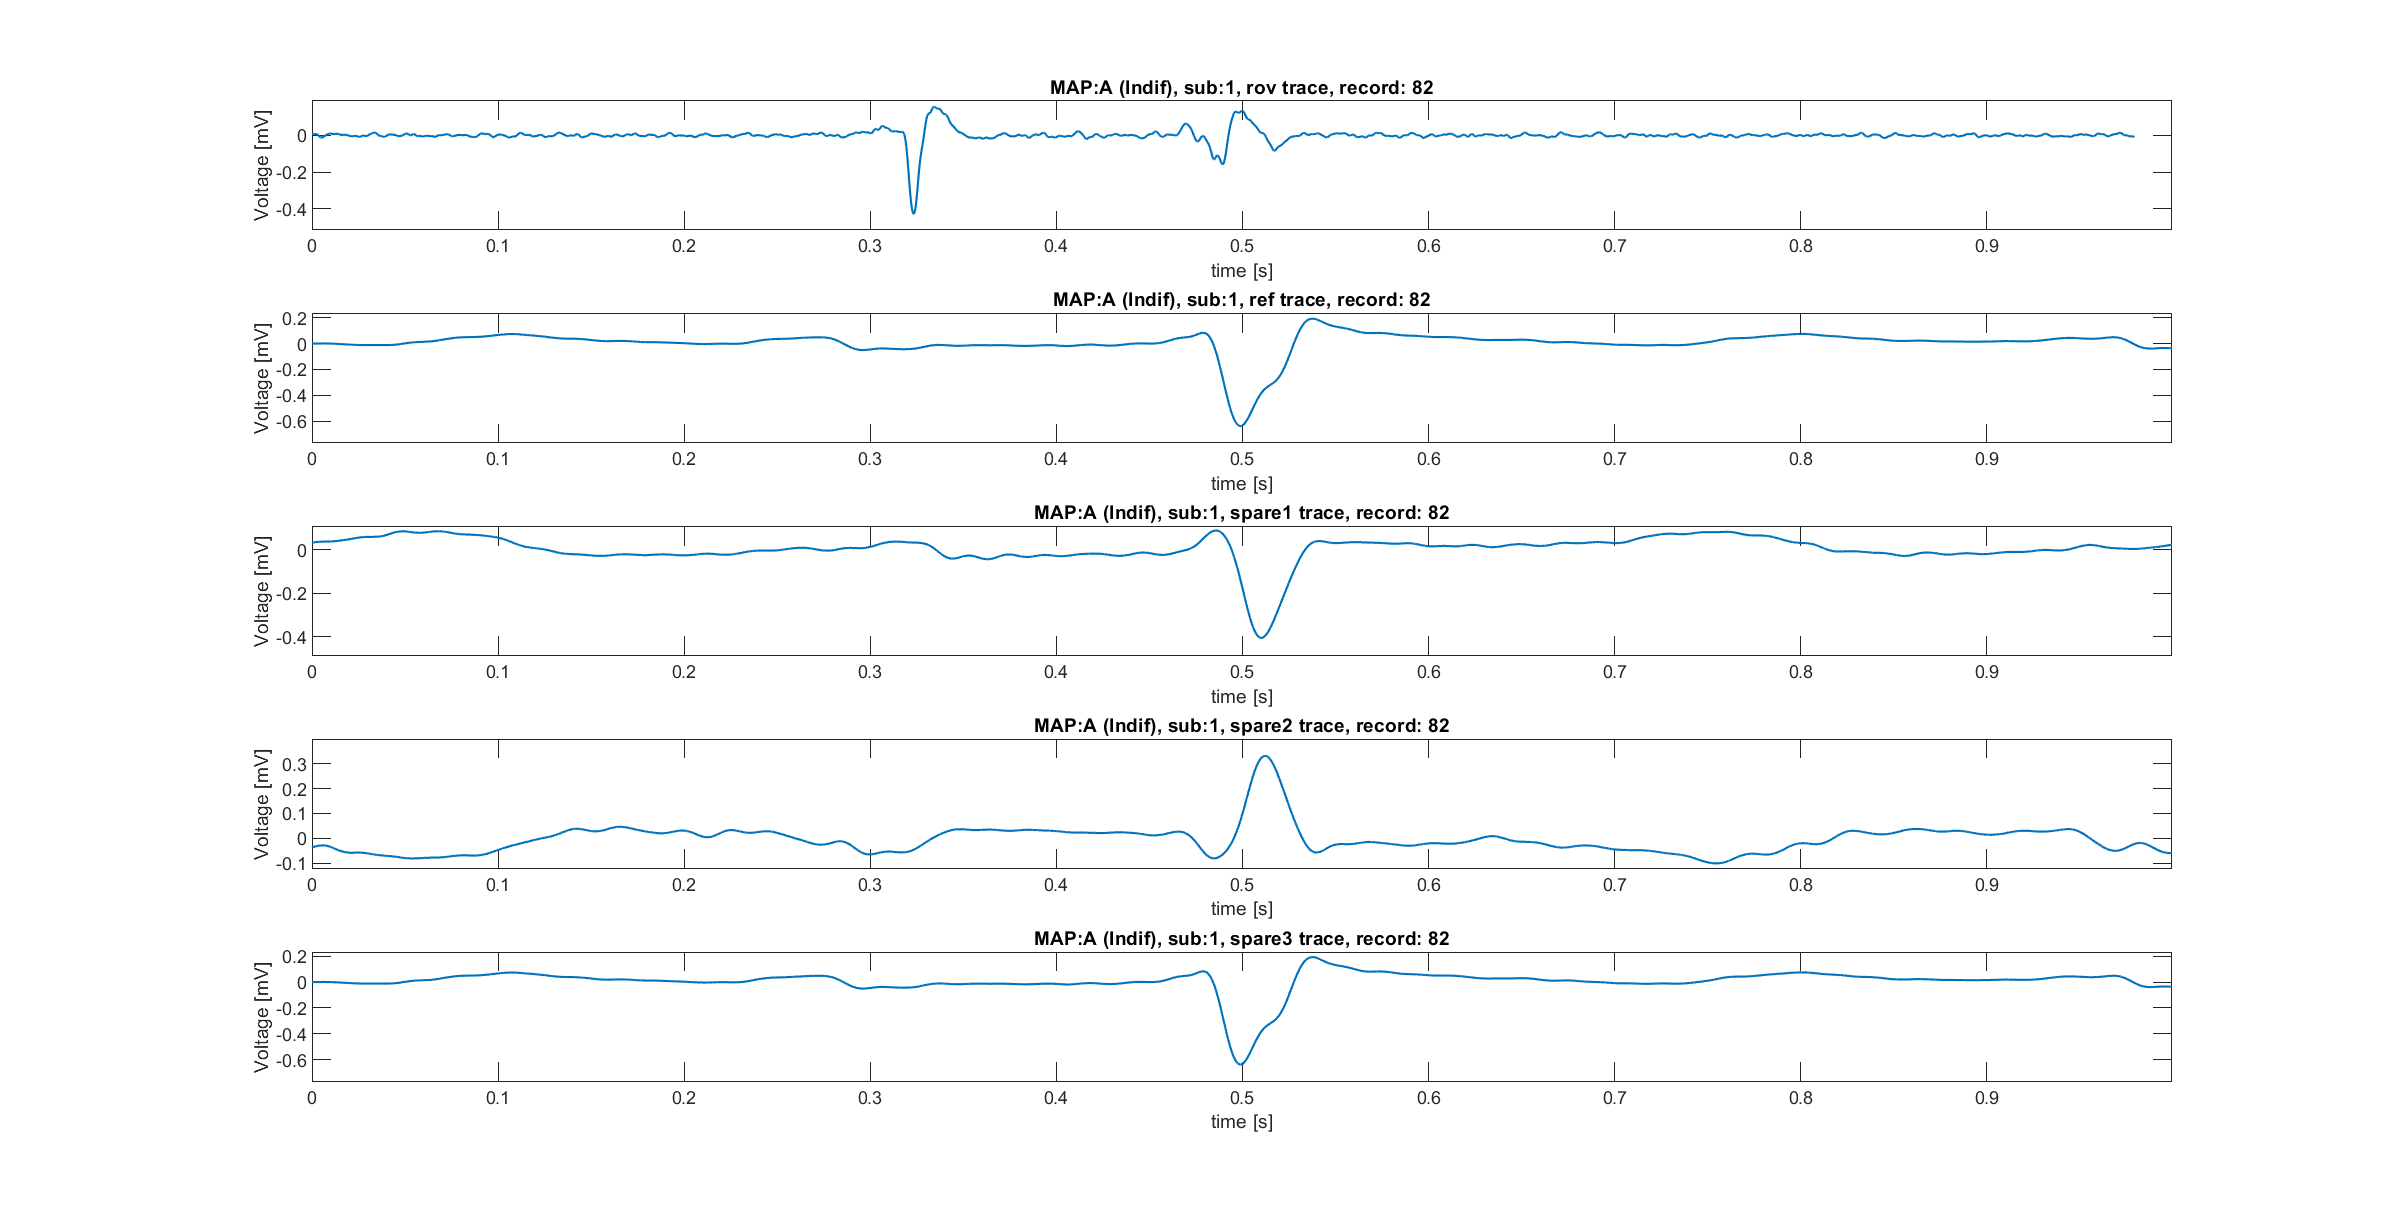 MAP:A (Indif), sub:1, rov trace, record: 82
Voltage [mV]
0
-0.2
-0.4
0 0.1 0.2 0.3 0.4 0.5 0.6 0.7 0.8 0.9
time [s]
MAP:A (Indif), sub:1, ref trace, record: 82
Voltage [mV]
0.2
0
-0.2
-0.4
-0.6
0 0.1 0.2 0.3 0.4 0.5 0.6 0.7 0.8 0.9
time [s]
MAP:A (Indif), sub:1, spare1 trace, record: 82
Voltage [mV]
0
-0.2
-0.4
0 0.1 0.2 0.3 0.4 0.5 0.6 0.7 0.8 0.9
time [s]
MAP:A (Indif), sub:1, spare2 trace, record: 82
Voltage [mV]
0.3
0.2
0.1
0
-0.1
0 0.1 0.2 0.3 0.4 0.5 0.6 0.7 0.8 0.9
time [s]
MAP:A (Indif), sub:1, spare3 trace, record: 82
Voltage [mV]
0.2
0
-0.2
-0.4
-0.6
0 0.1 0.2 0.3 0.4 0.5 0.6 0.7 0.8 0.9
time [s]